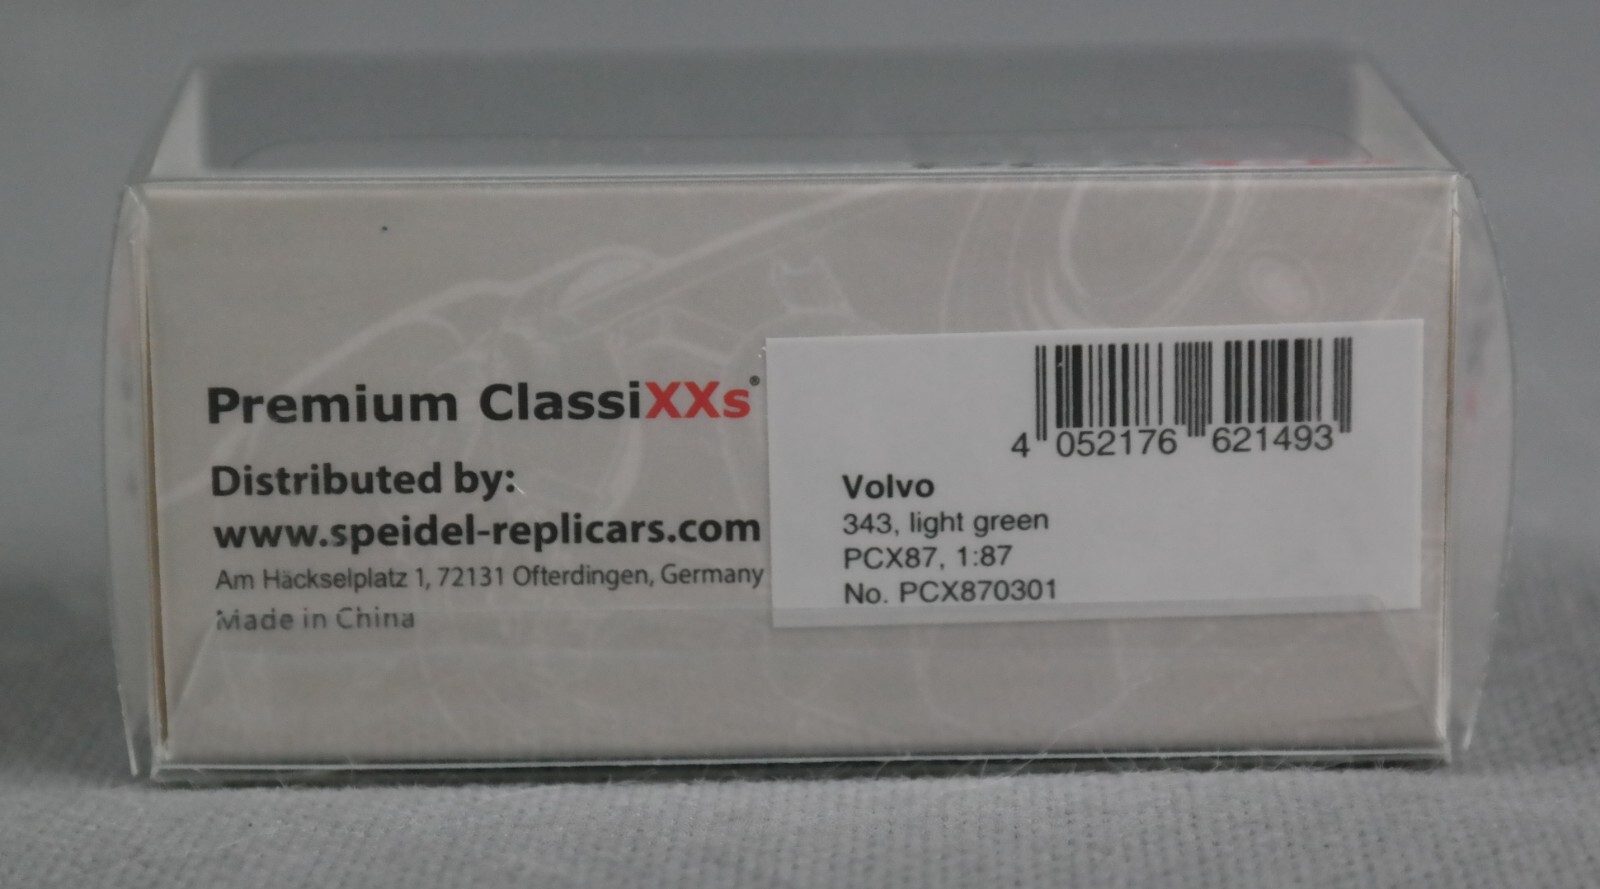 Premium ClassiXXs®
Distributed by:
www.speidel-replicars.com
Am Häckselplatz 1, 72131 Ofterdingen, Germany
Made in China
4 052176 621493
Volvo
343, light green
PCX87, 1:87
No. PCX870301